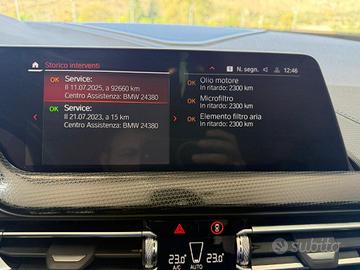 Storico interventi
1
N. segn.
12:46
OK Service:
Il 11.07.2025, a 92660 km
Centro Assistenza: BMW 24380
OK Service:
Il 21.07.2023, a 15 km
Centro Assistenza: BMW 24380
OK Olio motore
In ritardo: 2300 km
OK Microfiltro
In ritardo: 2300 km
OK Elemento filtro aria
In ritardo: 2300 km
23.0 A/C AUTO 23.0
subito